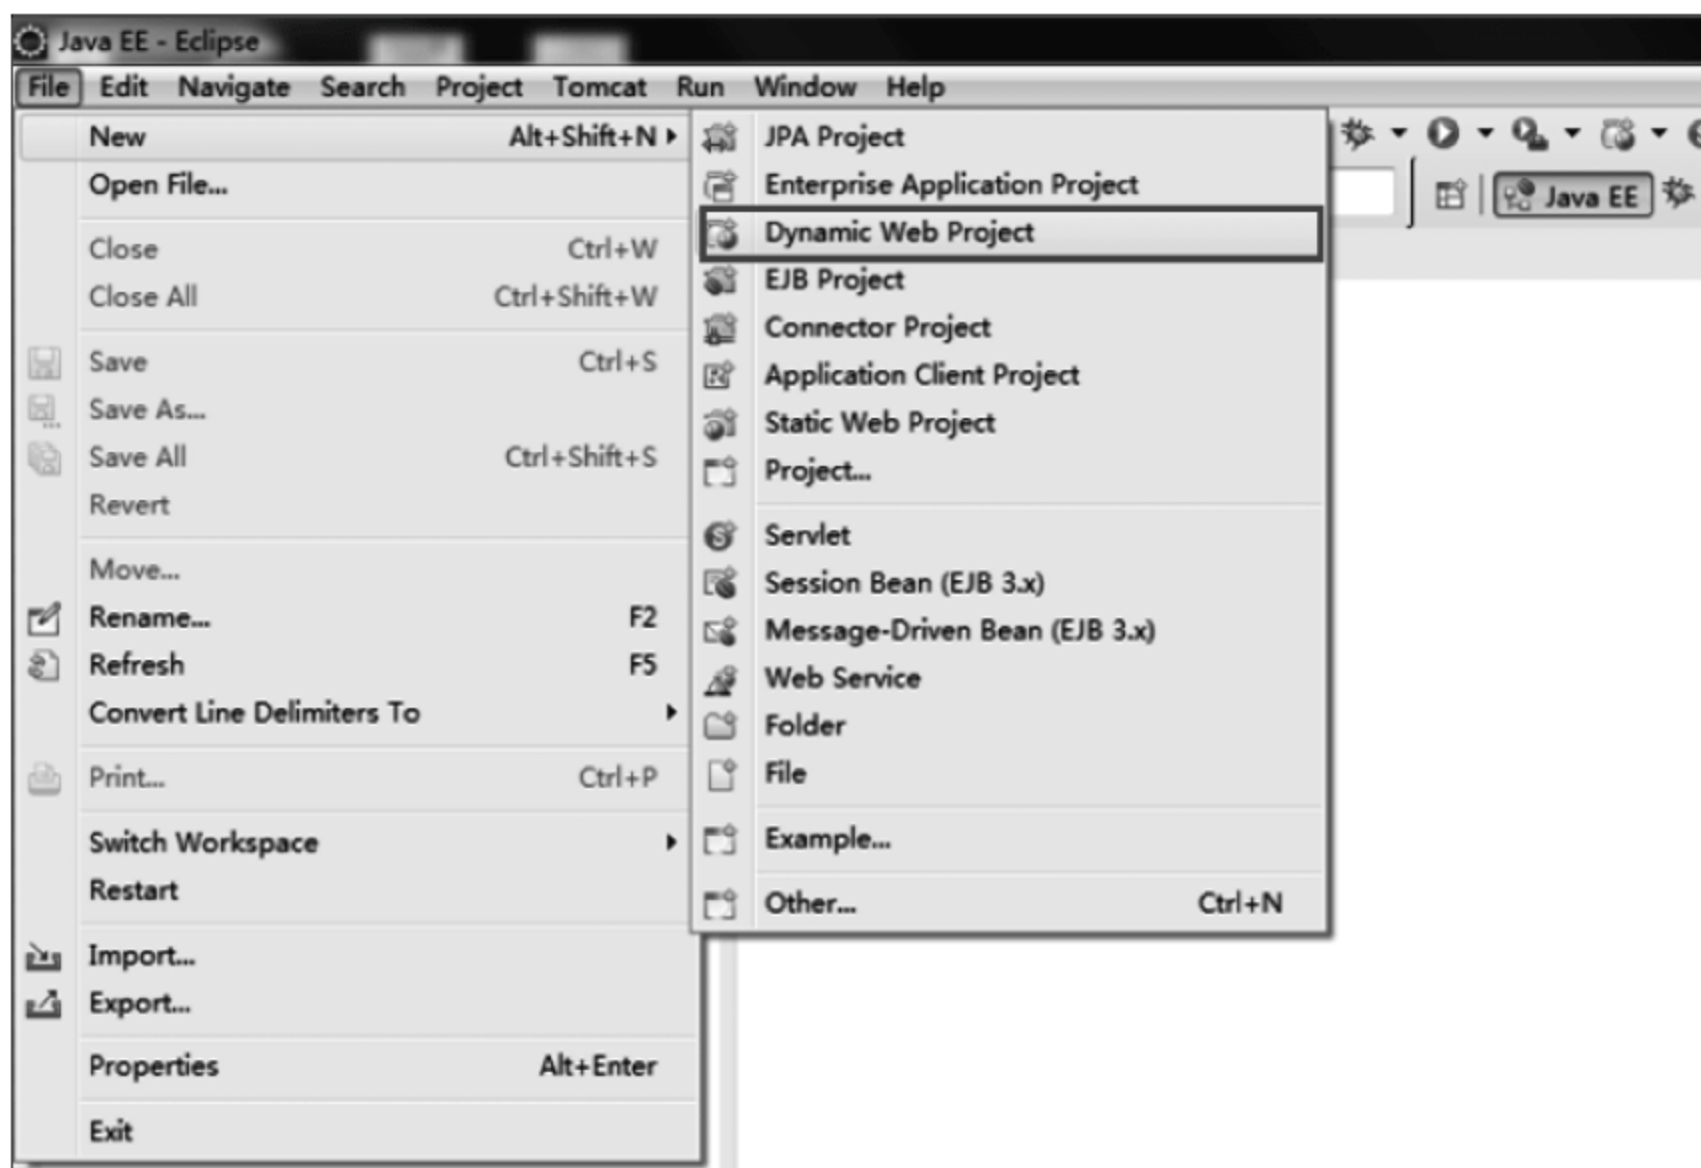 Java EE - Eclipse
File Edit Navigate Search Project Tomcat Run Window Help
New Alt+Shift+N
Open File...
Close Ctrl+W
Close All Ctrl+Shift+W
Save Ctrl+S
Save As...
Save All Ctrl+Shift+S
Revert
Move...
Rename... F2
Refresh F5
Convert Line Delimiters To
Print... Ctrl+P
Switch Workspace
Restart
Import...
Export...
Properties Alt+Enter
Exit
JPA Project
Enterprise Application Project
Dynamic Web Project
EJB Project
Connector Project
Application Client Project
Static Web Project
Project...
Servlet
Session Bean (EJB 3.x)
Message-Driven Bean (EJB 3.x)
Web Service
Folder
File
Example...
Other... Ctrl+N
Java EE